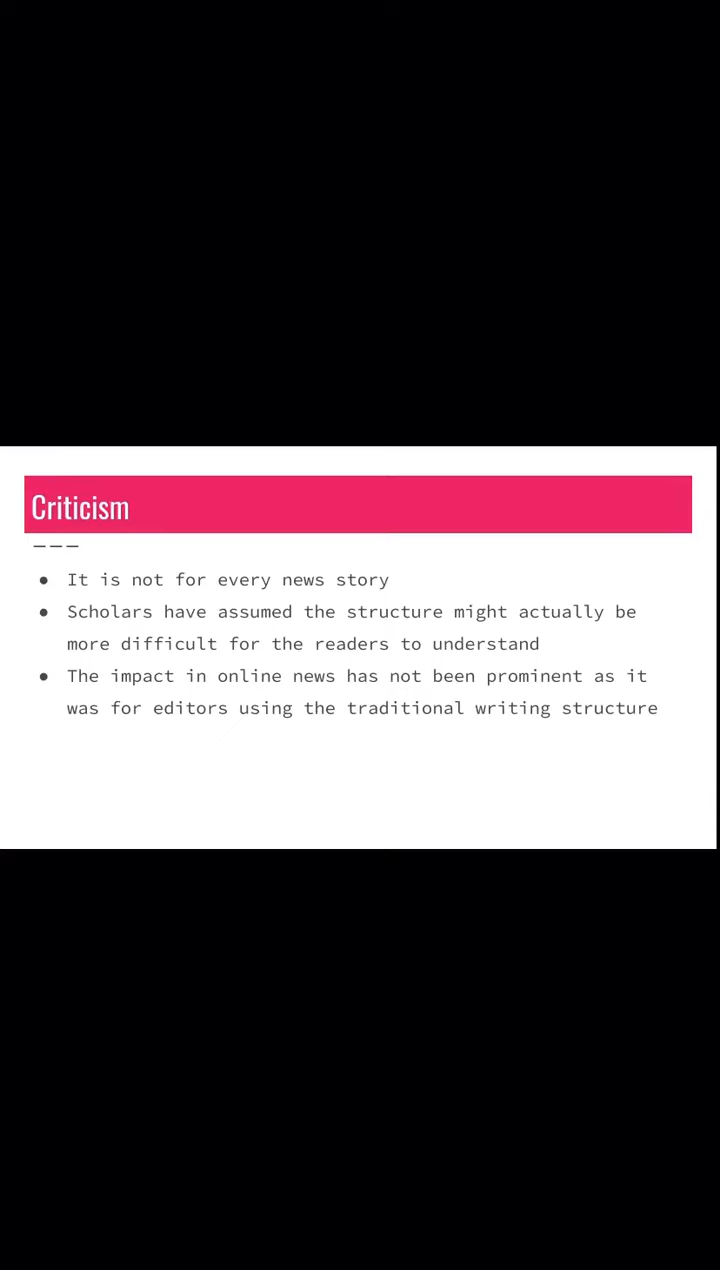 Criticism
———
● It is not for every news story
● Scholars have assumed the structure might actually be
more difficult for the readers to understand
● The impact in online news has not been prominent as it
was for editors using the traditional writing structure